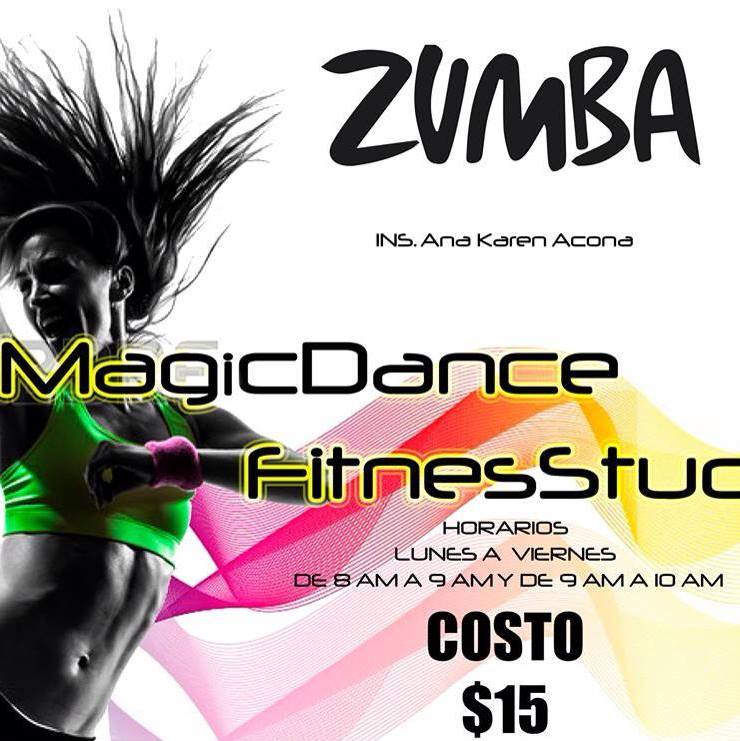 ZUMBA
INS. Ana Karen Acona
MagicDance
FitnesStud
HORARIOS
LUNES A VIERNES
DE 8 AM A 9 AM Y DE 9 AM A 10 AM
COSTO
$15